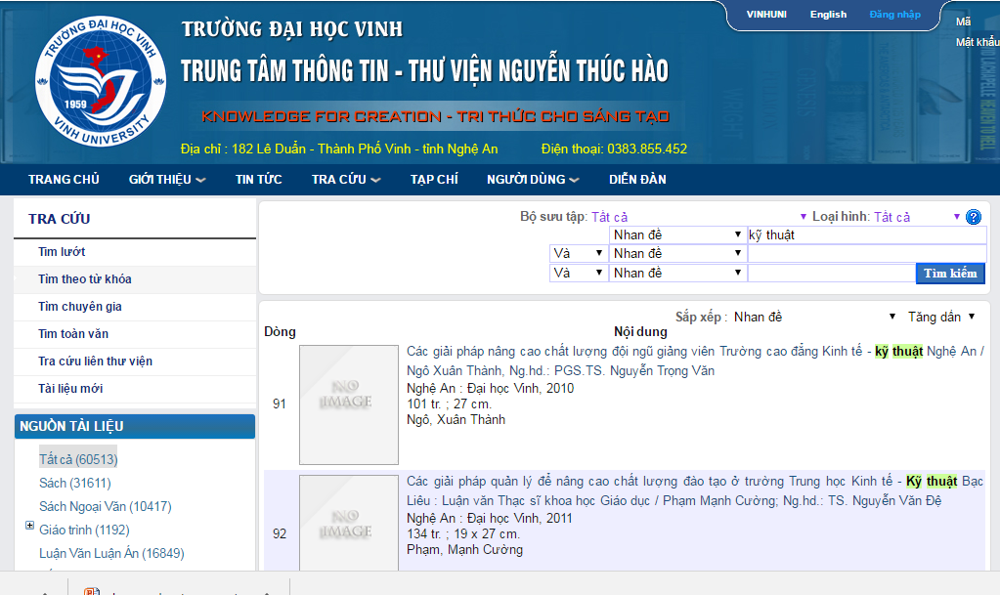 VINHUNI English Đăng nhập
Mã
Mật khẩu
TRƯỜNG ĐẠI HỌC VINH
1959
VINH UNIVERSITY
TRƯỜNG ĐẠI HỌC VINH
TRUNG TÂM THÔNG TIN - THƯ VIỆN NGUYỄN THÚC HÀO
KNOWLEDGE FOR CREATION - TRI THỨC CHO SÁNG TẠO
Địa chỉ : 182 Lê Duẩn - Thành Phố Vinh - tỉnh Nghệ An Điện thoại: 0383.855.452
TRANG CHỦ GIỚI THIỆU TIN TỨC TRA CỨU TẠP CHÍ NGƯỜI DÙNG DIỄN ĐÀN
TRA CỨU
Tìm lướt
Tìm theo từ khóa
Tìm chuyên gia
Tìm toàn văn
Tra cứu liên thư viện
Tài liệu mới
NGUỒN TÀI LIỆU
Tất cả (60513)
Sách (31611)
Sách Ngoại Văn (10417)
Giáo trình (1192)
Luận Văn Luận Án (16849)
Bộ sưu tập: Tất cả Loại hình: Tất cả ?
Nhan đề kỹ thuật
Và Nhan đề
Và Nhan đề Tìm kiếm
Sắp xếp : Nhan đề Tăng dần
Dòng Nội dung
91
NO IMAGE
Các giải pháp nâng cao chất lượng đội ngũ giảng viên Trường cao đẳng Kinh tế - kỹ thuật Nghệ An /
Ngô Xuân Thành, Ng.hd.: PGS.TS. Nguyễn Trọng Văn
Nghệ An : Đại học Vinh, 2010
101 tr. ; 27 cm.
Ngô, Xuân Thành
92
NO IMAGE
Các giải pháp quản lý để nâng cao chất lượng đào tạo ở trường Trung học Kinh tế - Kỹ thuật Bạc
Liêu : Luận văn Thạc sĩ khoa học Giáo dục / Phạm Mạnh Cường; Ng.hd.: TS. Nguyễn Văn Đệ
Nghệ An : Đại học Vinh, 2011
134 tr. ; 19 x 27 cm.
Phạm, Mạnh Cường